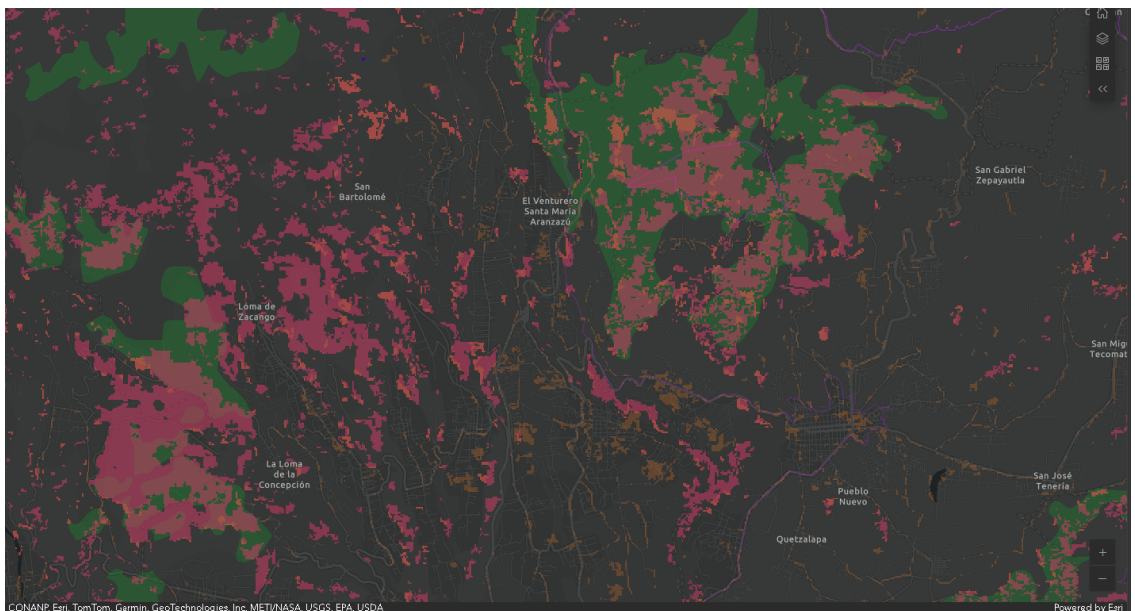 San Gabriel
Zepayautla
San
Bartolomé
El Venturero
Santa María
Aranzazú
Loma de
Zacango
San Mig
Tecomat
La Loma
de la
Concepción
San José
Tenería
Pueblo
Nuevo
Quetzalapa
CONANP, Esri, TomTom, Garmin, GeoTechnologies, Inc, METI/NASA, USGS, EPA, USDA
Powered by Esri